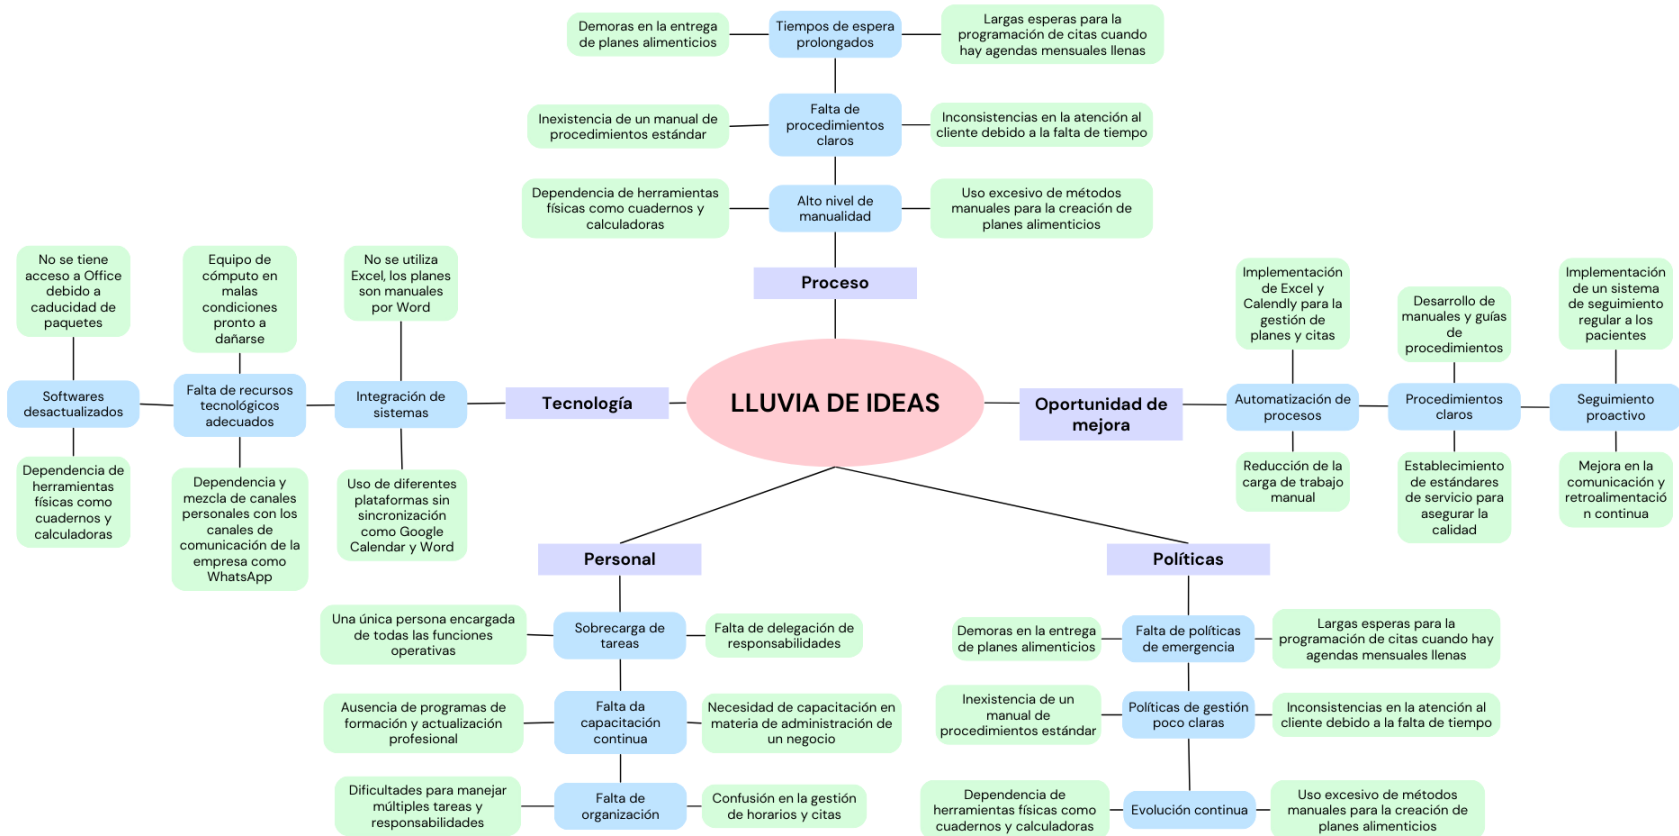 Demoras en la entrega
de planes alimenticios
Tiempos de espera
prolongados
Largas esperas para la
programación de citas cuando
hay agendas mensuales llenas
Inexistencia de un manual de
procedimientos estándar
Falta de
procedimientos
claros
Inconsistencias en la atención al
cliente debido a la falta de tiempo
Dependencia de herramientas
físicas como cuadernos y
calculadoras
Alto nivel de
manualidad
Uso excesivo de métodos
manuales para la creación de
planes alimenticios
Proceso
No se tiene
acceso a Office
debido a
caducidad de
paquetes
Equipo de
cómputo en
malas
condiciones
pronto a
dañarse
No se utiliza
Excel, los planes
son manuales
por Word
Softwares
desactualizados
Falta de recursos
tecnológicos
adecuados
Integración de
sistemas
Tecnología
Dependencia de
herramientas
físicas como
cuadernos y
calculadoras
Dependencia y
mezcla de canales
personales con los
canales de
comunicación de la
empresa como
WhatsApp
Uso de diferentes
plataformas sin
sincronización
como Google
Calendar y Word
LLUVIA DE IDEAS
Oportunidad de
mejora
Implementación
de Excel y
Calendly para la
gestión de
planes y citas
Desarrollo de
manuales y guías
de
procedimientos
Implementación
de un sistema
de seguimiento
regular a los
pacientes
Automatización de
procesos
Procedimientos
claros
Seguimiento
proactivo
Reducción de la
carga de trabajo
manual
Establecimiento
de estándares
de servicio para
asegurar la
calidad
Mejora en la
comunicación y
retroalimentació
n continua
Personal
Una única persona encargada
de todas las funciones
operativas
Sobrecarga de
tareas
Falta de delegación de
responsabilidades
Ausencia de programas de
formación y actualización
profesional
Falta da
capacitación
continua
Necesidad de capacitación en
materia de administración de
un negocio
Dificultades para manejar
múltiples tareas y
responsabilidades
Falta de
organización
Confusión en la gestión
de horarios y citas
Políticas
Demoras en la entrega
de planes alimenticios
Falta de políticas
de emergencia
Largas esperas para la
programación de citas cuando hay
agendas mensuales llenas
Inexistencia de un
manual de
procedimientos estándar
Políticas de gestión
poco claras
Inconsistencias en la atención al
cliente debido a la falta de tiempo
Dependencia de
herramientas físicas como
cuadernos y calculadoras
Evolución continua
Uso excesivo de métodos
manuales para la creación de
planes alimenticios